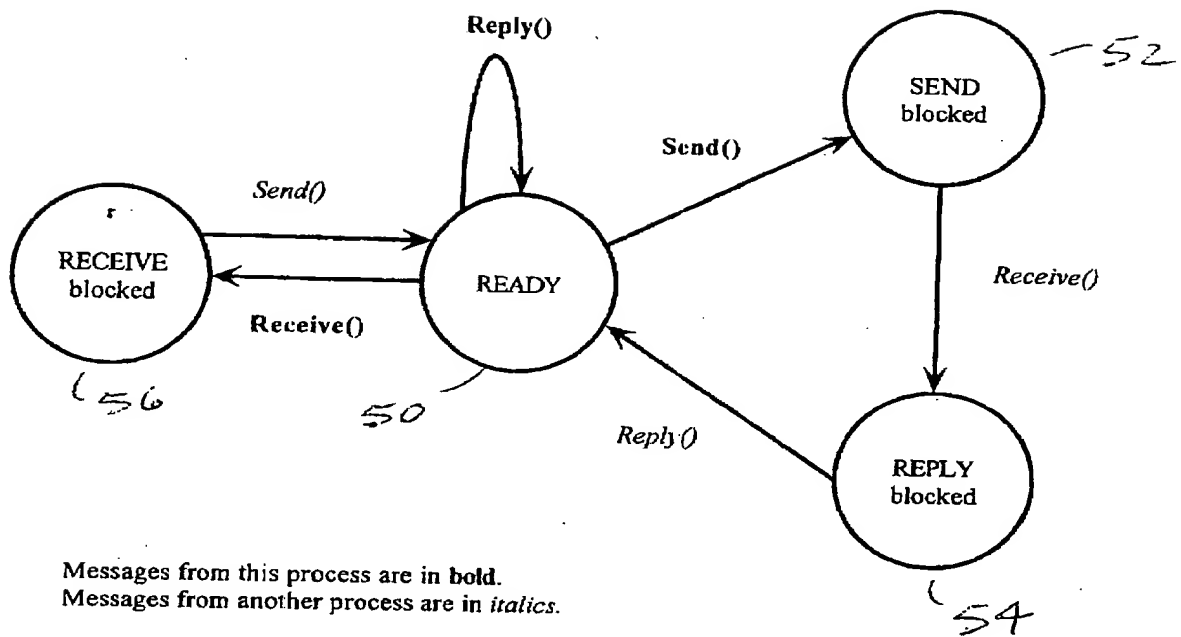 Reply()
52
SEND
blocked
Send()
Send()
RECEIVE
blocked
READY
Receive()
Receive()
56
50
Reply()
REPLY
blocked
Messages from this process are in bold.
Messages from another process are in italics.
54